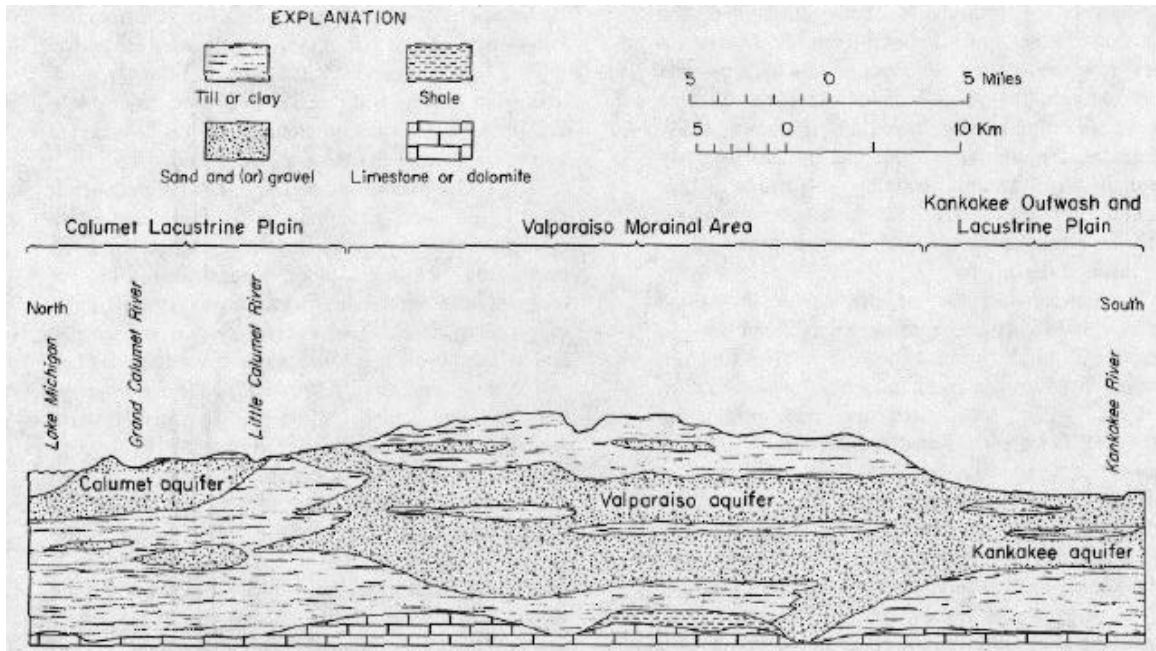 EXPLANATION
Till or clay
Shale
Sand and (or) gravel
Limestone or dolomite
5 0 5 Miles
5 0 10 Km
Calumet Lacustrine Plain
Valparaiso Morainal Area
Kankakee Outwash and
Lacustrine Plain
North
South
Lake Michigan
Grand Calumet River
Little Calumet River
Kankakee River
Calumet aquifer
Valparaiso aquifer
Kankakee aquifer